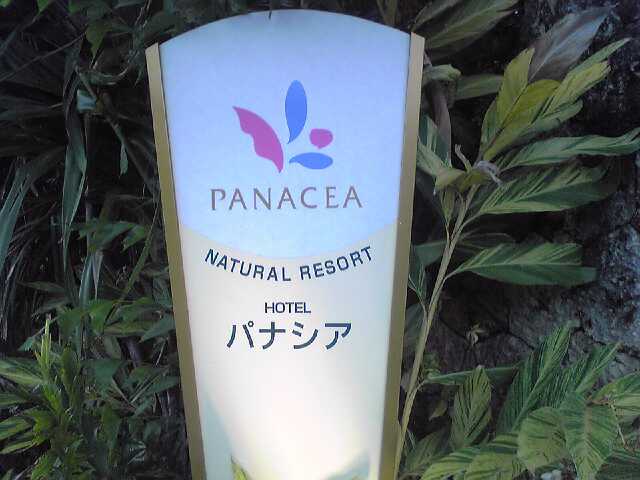 PANACEA
NATURAL RESORT
HOTEL
パナシア